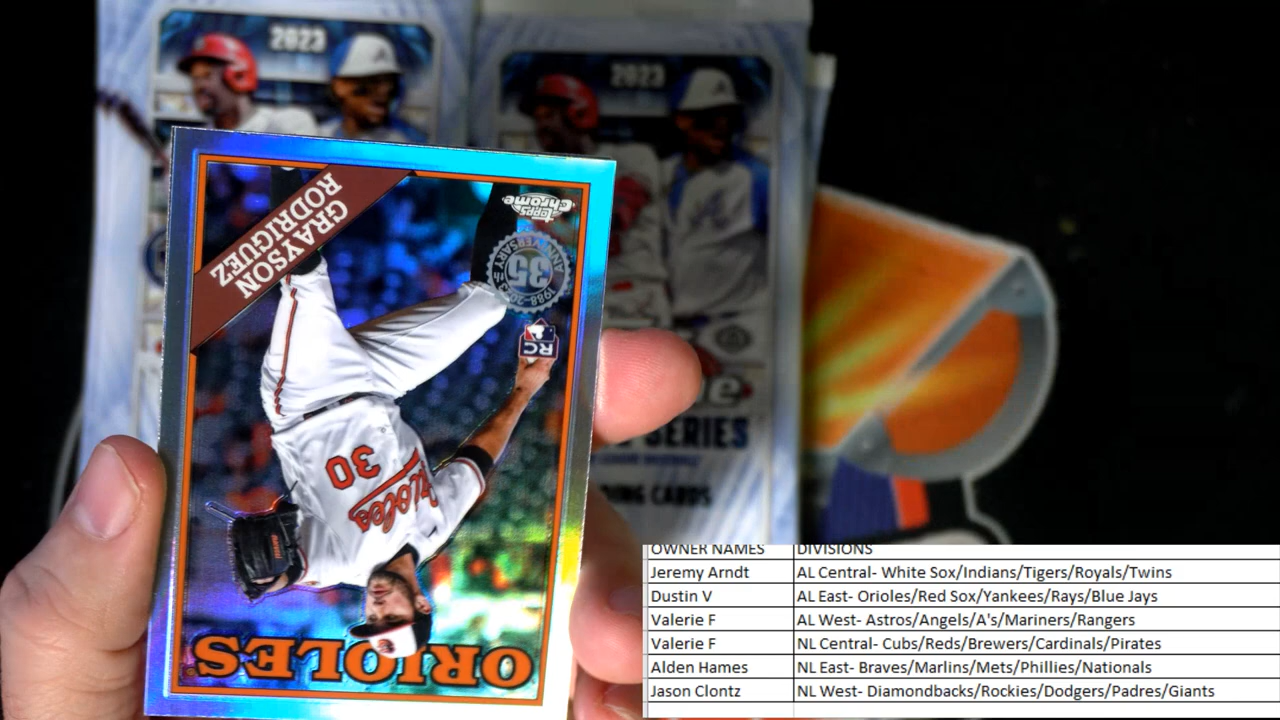 2023
2023
GRAYSON
RODRIGUEZ
topps
Chrome
35
ANNIVERSARY
RC
30
Orioles
ORIOLES
SERIES
OWNER NAMES DIVISIONS
Jeremy Arndt AL Central- White Sox/Indians/Tigers/Royals/Twins
Dustin V AL East- Orioles/Red Sox/Yankees/Rays/Blue Jays
Valerie F AL West- Astros/Angels/A's/Mariners/Rangers
Valerie F NL Central- Cubs/Reds/Brewers/Cardinals/Pirates
Alden Hames NL East- Braves/Marlins/Mets/Phillies/Nationals
Jason Clontz NL West- Diamondbacks/Rockies/Dodgers/Padres/Giants